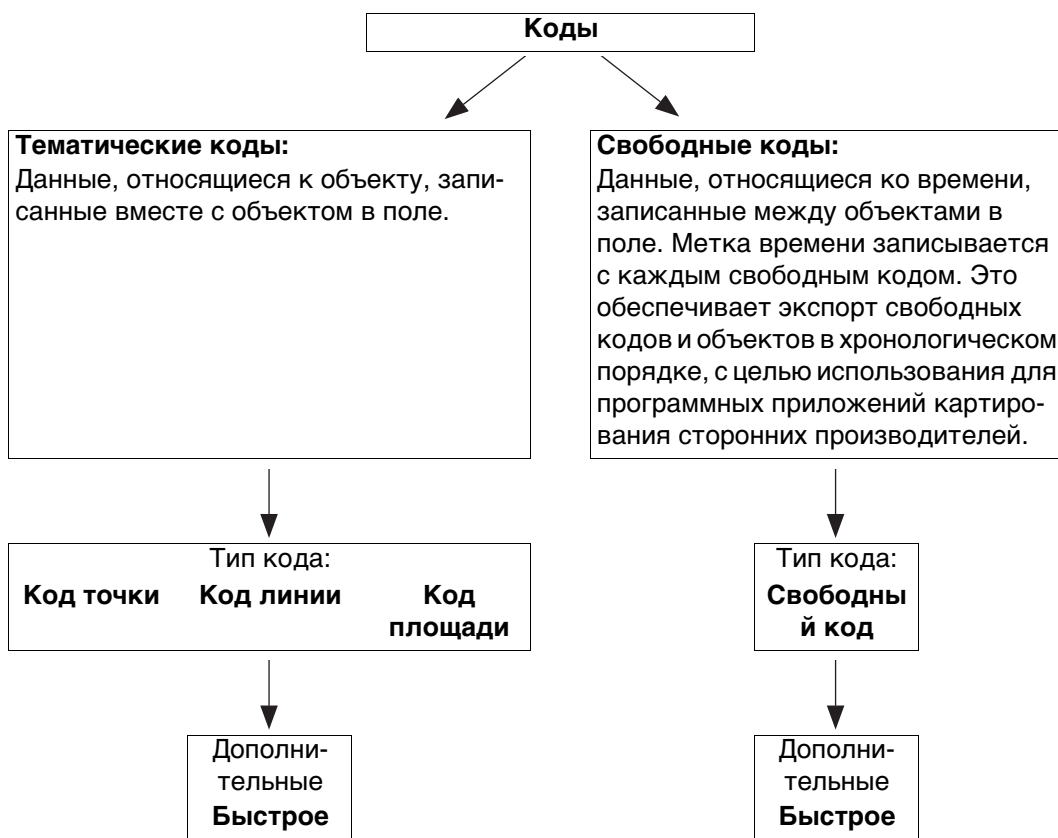 Коды
Тематические коды:
Данные, относящиеся к объекту, запи-
санные вместе с объектом в поле.
Свободные коды:
Данные, относящиеся ко времени,
записанные между объектами в
поле. Метка времени записывается
с каждым свободным кодом. Это
обеспечивает экспорт свободных
кодов и объектов в хронологическом
порядке, с целью использования для
программных приложений картиро-
вания сторонних производителей.
Тип кода:
Код точки Код линии Код
площади
Тип кода:
Свободны
й код
Дополни-
тельные
Быстрое
Дополни-
тельные
Быстрое